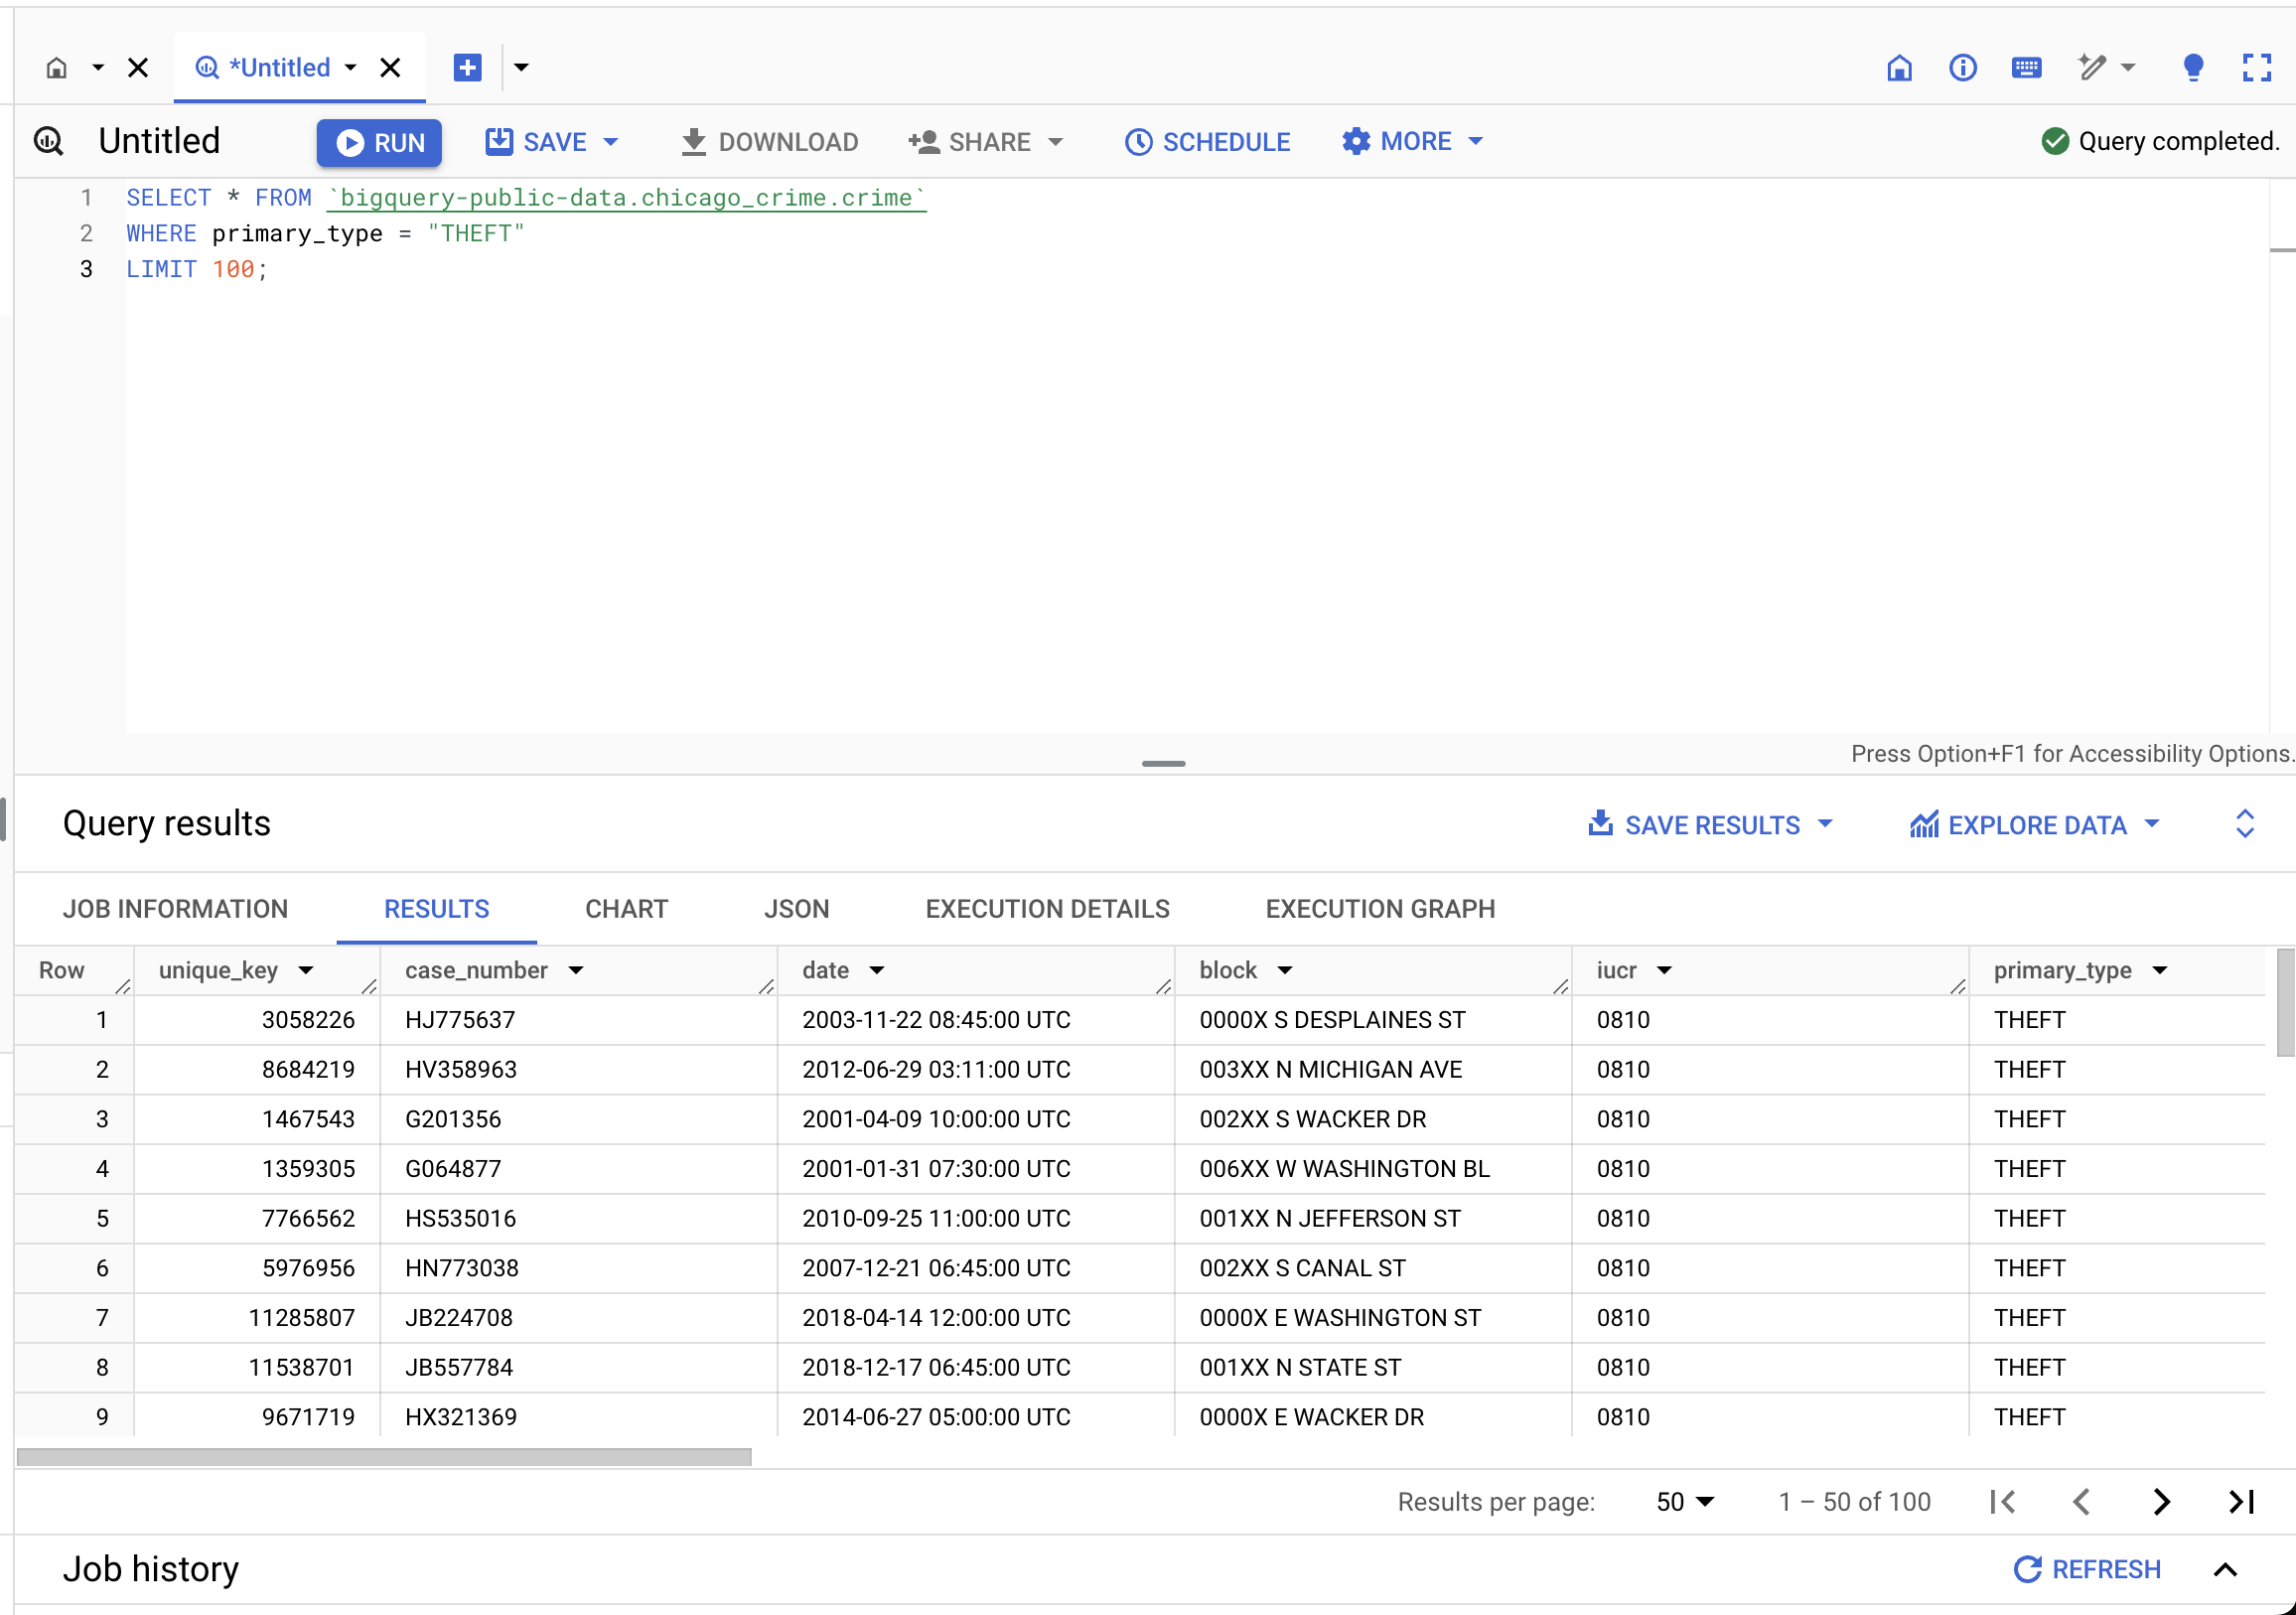 *Untitled
Untitled RUN SAVE DOWNLOAD SHARE SCHEDULE MORE Query completed.
1 SELECT * FROM `bigquery-public-data.chicago_crime.crime`
2 WHERE primary_type = "THEFT"
3 LIMIT 100;
Press Option+F1 for Accessibility Options.
Query results SAVE RESULTS EXPLORE DATA
JOB INFORMATION RESULTS CHART JSON EXECUTION DETAILS EXECUTION GRAPH
Row unique_key case_number date block iucr primary_type
1 3058226 HJ775637 2003-11-22 08:45:00 UTC 0000X S DESPLAINES ST 0810 THEFT
2 8684219 HV358963 2012-06-29 03:11:00 UTC 003XX N MICHIGAN AVE 0810 THEFT
3 1467543 G201356 2001-04-09 10:00:00 UTC 002XX S WACKER DR 0810 THEFT
4 1359305 G064877 2001-01-31 07:30:00 UTC 006XX W WASHINGTON BL 0810 THEFT
5 7766562 HS535016 2010-09-25 11:00:00 UTC 001XX N JEFFERSON ST 0810 THEFT
6 5976956 HN773038 2007-12-21 06:45:00 UTC 002XX S CANAL ST 0810 THEFT
7 11285807 JB224708 2018-04-14 12:00:00 UTC 0000X E WASHINGTON ST 0810 THEFT
8 11538701 JB557784 2018-12-17 06:45:00 UTC 001XX N STATE ST 0810 THEFT
9 9671719 HX321369 2014-06-27 05:00:00 UTC 0000X E WACKER DR 0810 THEFT
Results per page: 50 1 – 50 of 100
Job history REFRESH